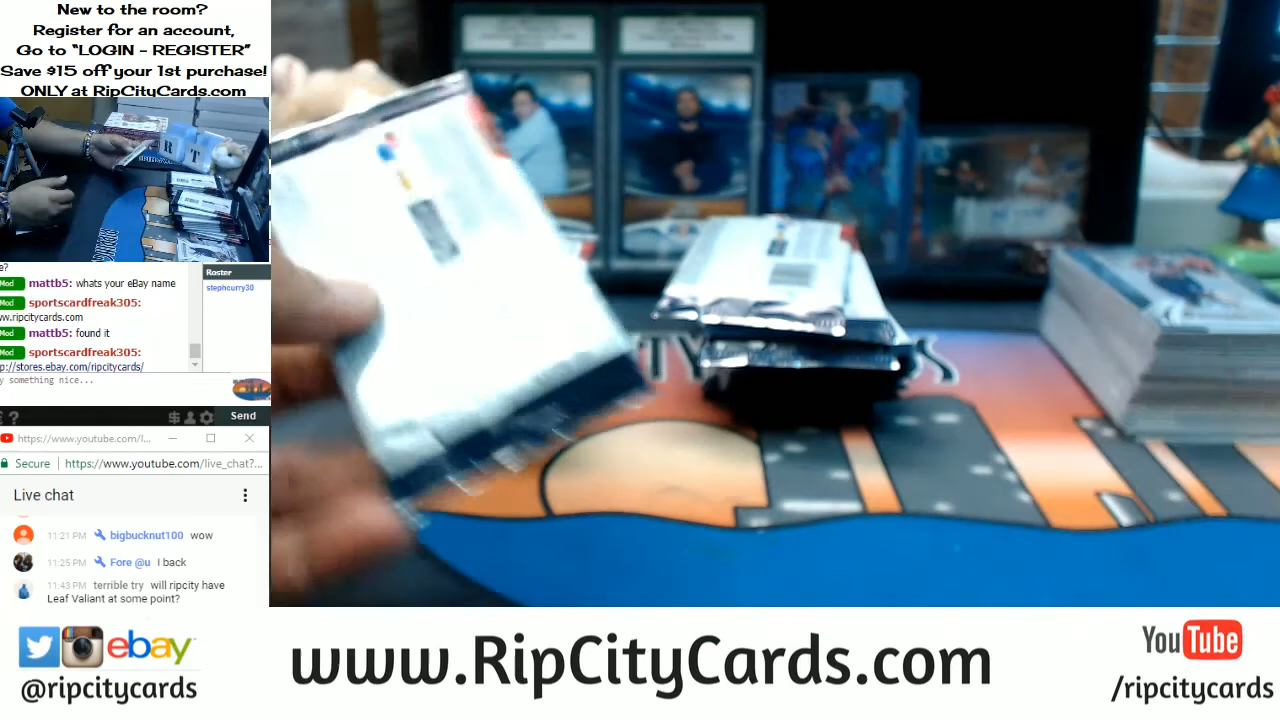 New to the room?
Register for an account,
Go to “LOGIN - REGISTER”
Save $15 off your 1st purchase!
ONLY at RipCityCards.com
R T
e?
Mod mattb5: whats your eBay name
Mod sportscardfreak305:
ww.ripcitycards.com
Mod mattb5: found it
Mod sportscardfreak305:
p://stores.ebay.com/ripcitycards/
y something nice...
Roster
stephcurry30
? $ Send
https://www.youtube.com/l...
Secure https://www.youtube.com/live_chat?...
Live chat
11:21 PM bigbucknut100 wow
11:25 PM Fore @u I back
11:43 PM terrible try will ripcity have
Leaf Valiant at some point?
ebay
@ripcitycards
www.RipCityCards.com
YouTube
/ripcitycards